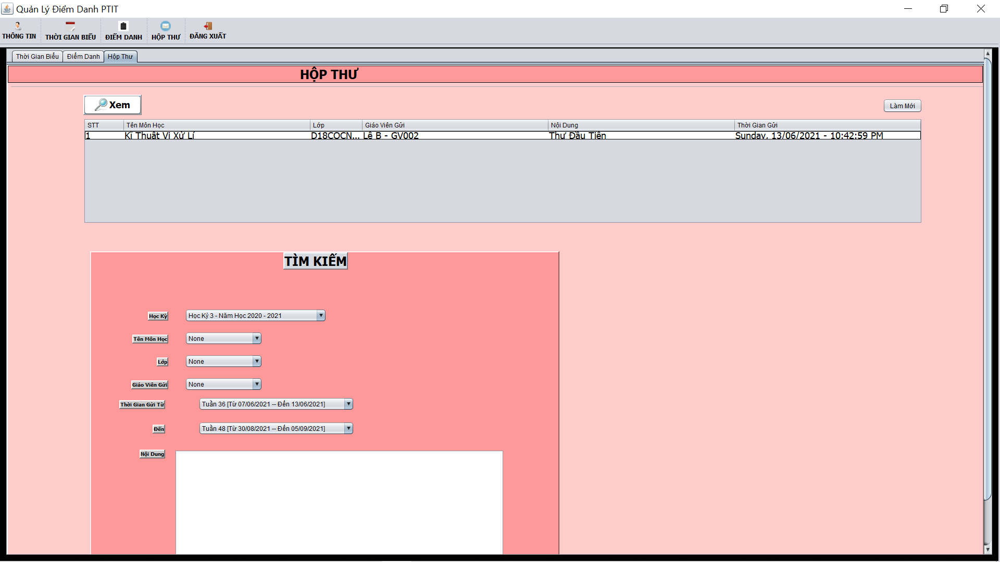 Quản Lý Điểm Danh PTIT
THÔNG TIN THỜI GIAN BIỂU ĐIỂM DANH HỘP THƯ ĐĂNG XUẤT
Thời Gian Biểu Điểm Danh Hộp Thư
HỘP THƯ
Xem
Làm Mới
STT Tên Môn Học Lớp Giáo Viên Gửi Nội Dung Thời Gian Gửi
1 Kĩ Thuật Vi Xử Lí D18CQCN... Lê B - GV002 Thư Đầu Tiên Sunday, 13/06/2021 - 10:42:59 PM
TÌM KIẾM
Học Kỳ Học Kỳ 3 - Năm Học 2020 - 2021
Tên Môn Học None
Lớp None
Giáo Viên Gửi None
Thời Gian Gửi Từ Tuần 36 [Từ 07/06/2021 -- Đến 13/06/2021]
Đến Tuần 48 [Từ 30/08/2021 -- Đến 05/09/2021]
Nội Dung